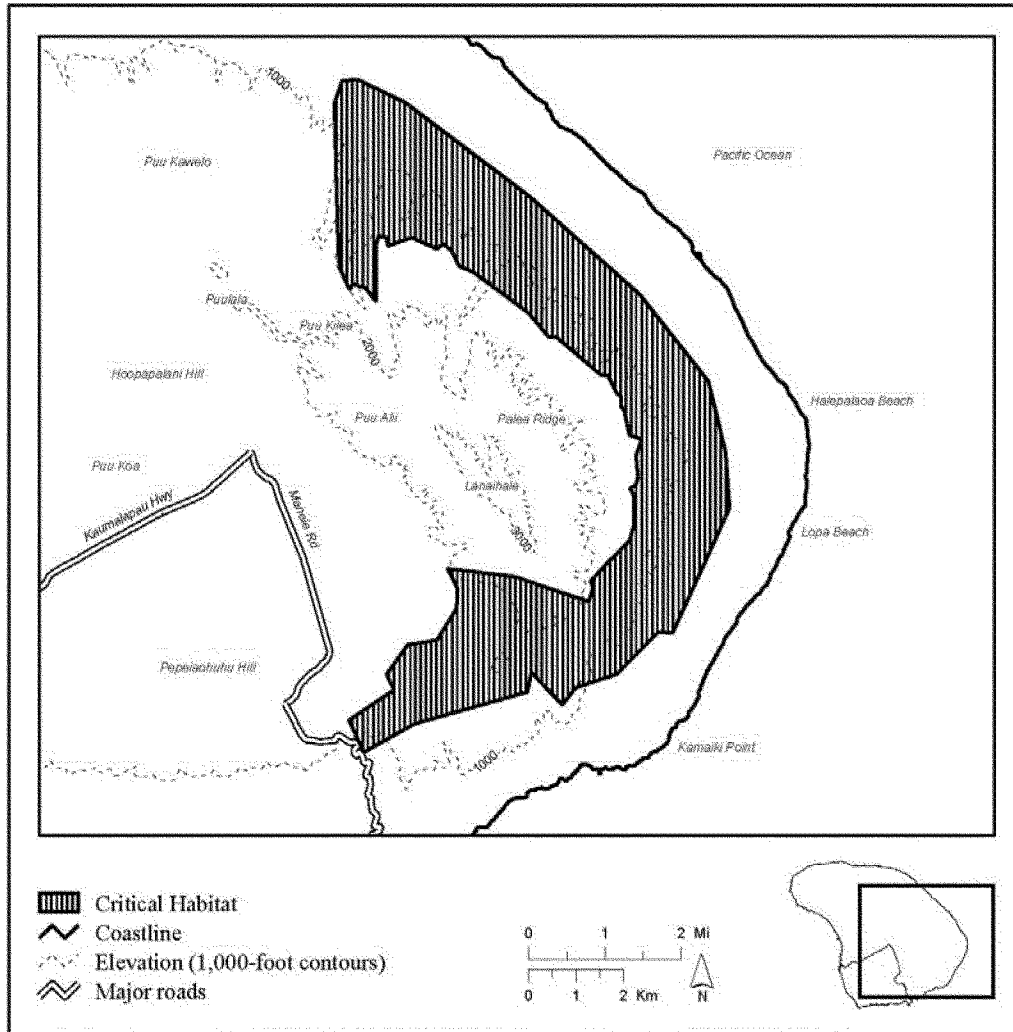 1000
Puu Kawelo
Pacific Ocean
Puulala
Puu Kilea
2000
Hoopapalani Hill
Halepalaoa Beach
Puu Alii
Palea Ridge
Puu Koa
Lanaihale
Kaumalapau Hwy
Manele Rd
3000
Lopa Beach
Pepeiaohuhu Hill
Kamaiki Point
1000
Critical Habitat
Coastline
Elevation (1,000-foot contours)
Major roads
0 1 2 Mi
0 1 2 Km
N